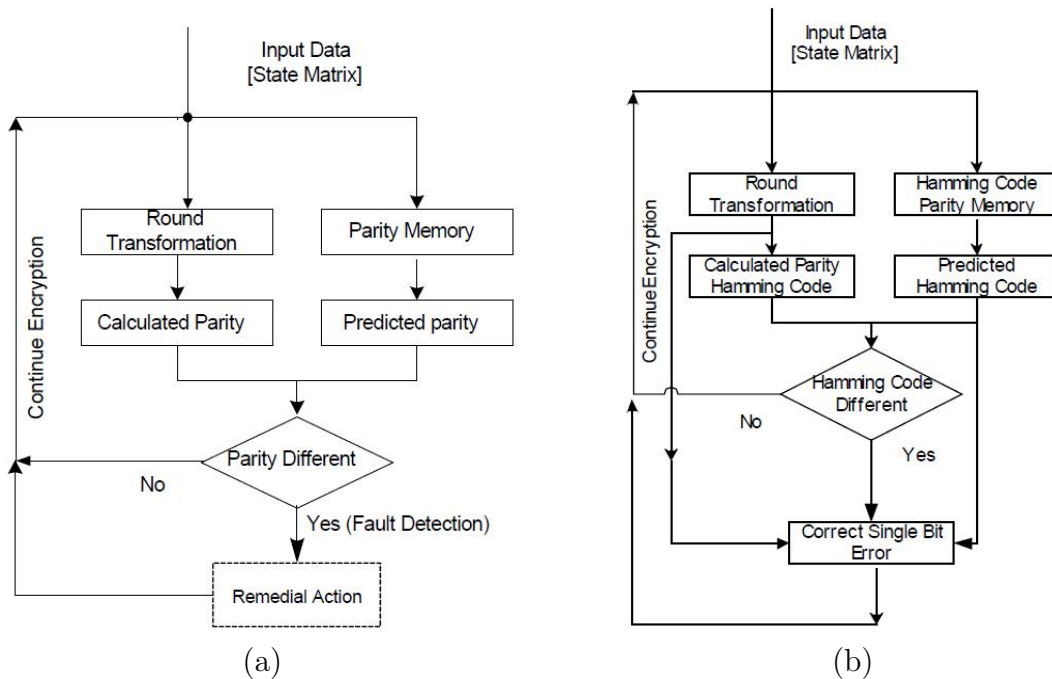 Input Data
[State Matrix]
Round
Transformation
Parity Memory
Calculated Parity
Predicted parity
Continue Encryption
Parity Different
No
Yes (Fault Detection)
Remedial Action
(a)
Input Data
[State Matrix]
Round
Transformation
Hamming Code
Parity Memory
Calculated Parity
Hamming Code
Predicted
Hamming Code
ContinueEncryption
Hamming Code
Different
No
Yes
Correct Single Bit
Error
(b)